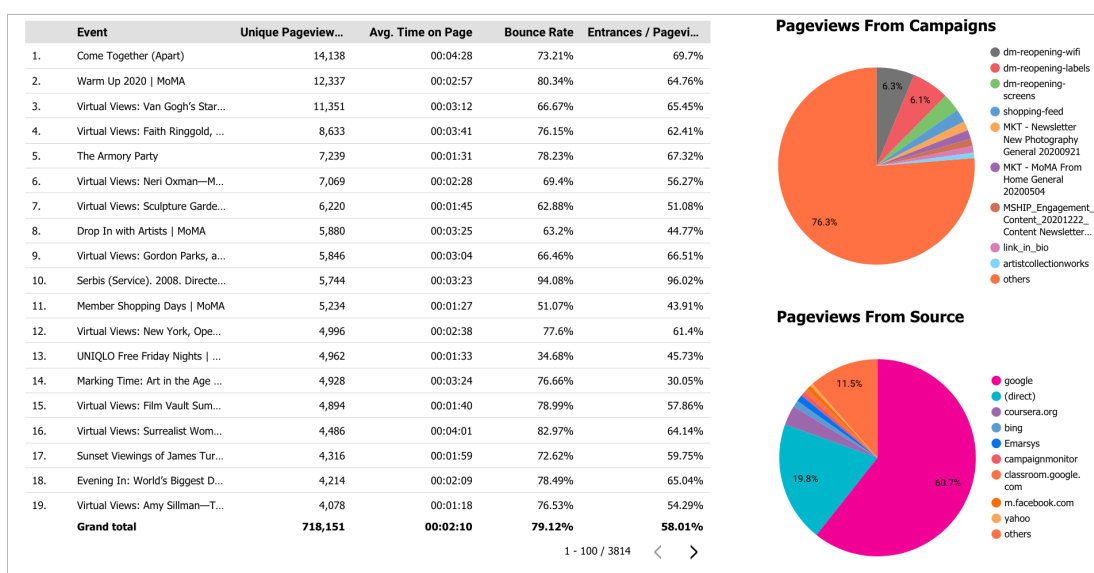 Event Unique Pageview... Avg. Time on Page Bounce Rate Entrances / Pagevi...
1. Come Together (Apart) 14,138 00:04:28 73.21% 69.7%
2. Warm Up 2020 | MoMA 12,337 00:02:57 80.34% 64.76%
3. Virtual Views: Van Gogh's Star... 11,351 00:03:12 66.67% 65.45%
4. Virtual Views: Faith Ringgold, ... 8,633 00:03:41 76.15% 62.41%
5. The Armory Party 7,239 00:01:31 78.23% 67.32%
6. Virtual Views: Neri Oxman—M... 7,069 00:02:28 69.4% 56.27%
7. Virtual Views: Sculpture Garde... 6,220 00:01:45 62.88% 51.08%
8. Drop In with Artists | MoMA 5,880 00:03:25 63.2% 44.77%
9. Virtual Views: Gordon Parks, a... 5,846 00:03:04 66.46% 66.51%
10. Serbis (Service). 2008. Directe... 5,744 00:03:23 94.08% 96.02%
11. Member Shopping Days | MoMA 5,234 00:01:27 51.07% 43.91%
12. Virtual Views: New York, Ope... 4,996 00:02:38 77.6% 61.4%
13. UNIQLO Free Friday Nights | ... 4,962 00:01:33 34.68% 45.73%
14. Marking Time: Art in the Age ... 4,928 00:03:24 76.66% 30.05%
15. Virtual Views: Film Vault Sum... 4,894 00:01:40 78.99% 57.86%
16. Virtual Views: Surrealist Wom... 4,486 00:04:01 82.97% 64.14%
17. Sunset Viewings of James Tur... 4,316 00:01:59 72.62% 59.75%
18. Evening In: World's Biggest D... 4,214 00:02:09 78.49% 65.04%
19. Virtual Views: Amy Sillman—T... 4,078 00:01:18 76.53% 54.29%
Grand total 718,151 00:02:10 79.12% 58.01%
1 - 100 / 3814
Pageviews From Campaigns
6.3%
6.1%
76.3%
dm-reopening-wifi
dm-reopening-labels
dm-reopening-
screens
shopping-feed
MKT - Newsletter
New Photography
General 20200921
MKT - MoMA From
Home General
20200504
MSHIP_Engagement_
Content_20201222_
Content Newsletter...
link_in_bio
artistcollectionworks
others
Pageviews From Source
11.5%
19.8%
60.7%
google
(direct)
coursera.org
bing
Emarsys
campaignmonitor
classroom.google.
com
m.facebook.com
yahoo
others